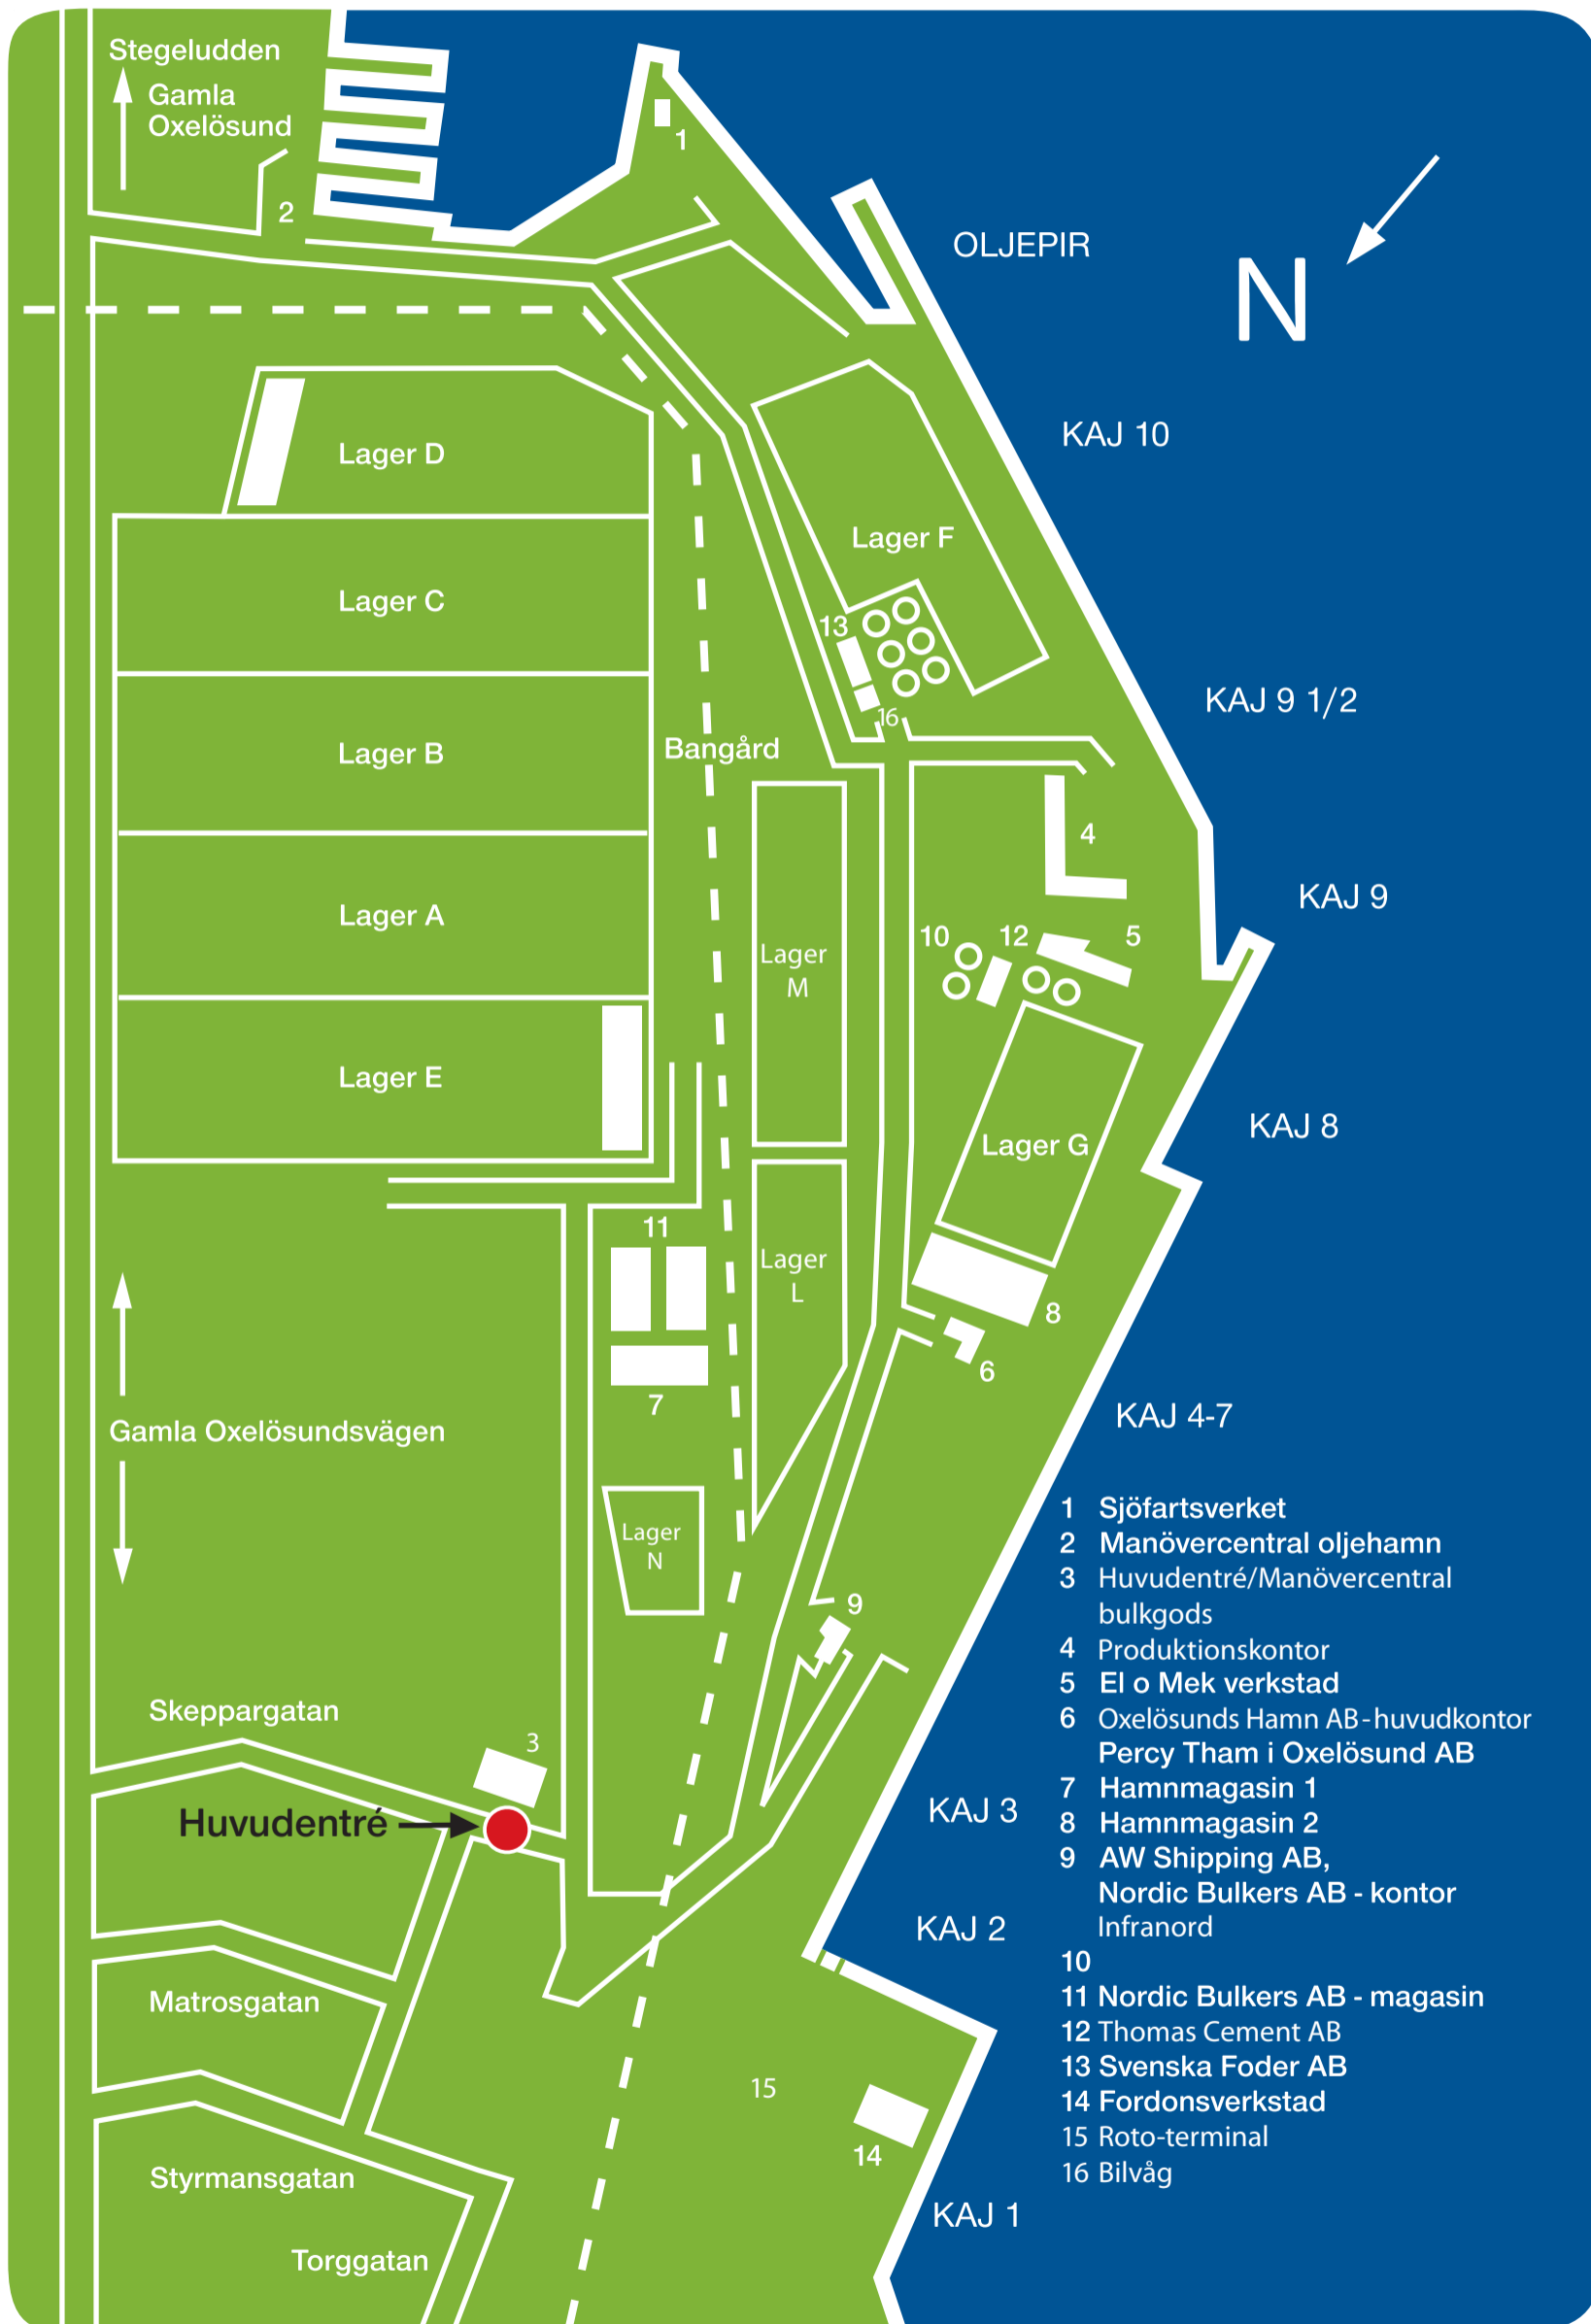 Stegeludden
Gamla
Oxelösund
1
2
OLJEPIR
N
KAJ 10
Lager D
Lager F
Lager C
13
KAJ 9 1/2
16
Bangård
Lager B
4
KAJ 9
Lager A
10
12
5
Lager
M
Lager E
KAJ 8
Lager G
11
Lager
L
8
6
7
KAJ 4-7
Gamla Oxelösundsvägen
Lager
N
9
Skeppargatan
3
Huvudentré
KAJ 3
KAJ 2
Matrosgatan
15
14
Styrmansgatan
KAJ 1
Torggatan
1 Sjöfartsverket
2 Manövercentral oljehamn
3 Huvudentré/Manövercentral
bulkgods
4 Produktionskontor
5 El o Mek verkstad
6 Oxelösunds Hamn AB-huvudkontor
Percy Tham i Oxelösund AB
7 Hamnmagasin 1
8 Hamnmagasin 2
9 AW Shipping AB,
Nordic Bulkers AB - kontor
Infranord
10
11 Nordic Bulkers AB - magasin
12 Thomas Cement AB
13 Svenska Foder AB
14 Fordonsverkstad
15 Roto-terminal
16 Bilvåg